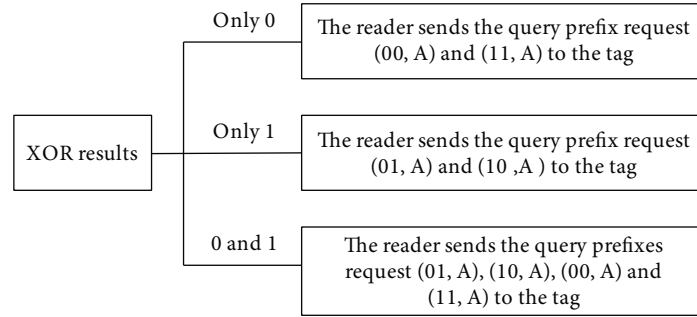 Only 0
The reader sends the query prefix request
(00, A) and (11, A) to the tag
XOR results
Only 1
The reader sends the query prefix request
(01, A) and (10 ,A ) to the tag
0 and 1
The reader sends the query prefixes
request (01, A), (10, A), (00, A) and
(11, A) to the tag